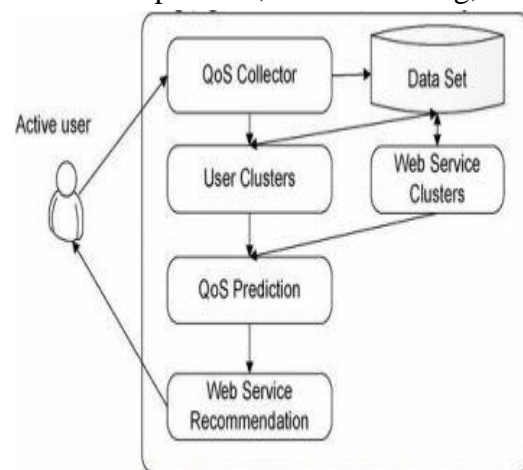 QoS Collector
Data Set
Active user
User Clusters
Web Service
Clusters
QoS Prediction
Web Service
Recommendation